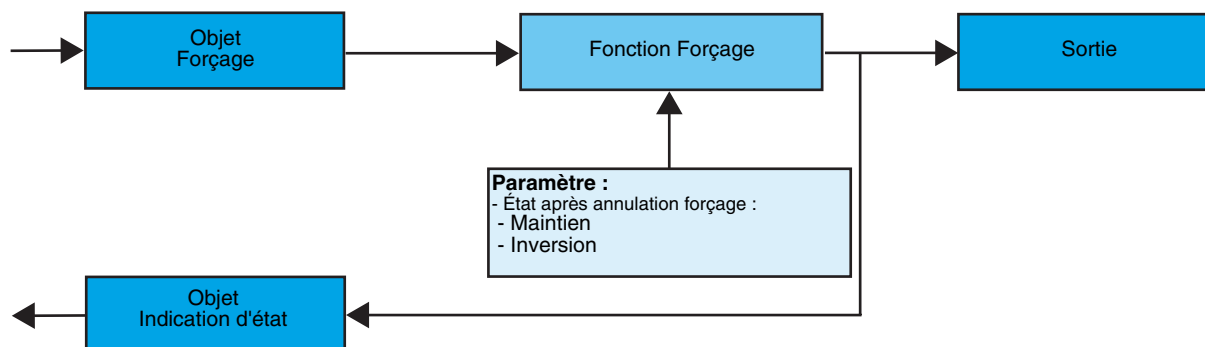 Objet
Forçage
Fonction Forçage
Sortie
Paramètre :
- État après annulation forçage :
- Maintien
- Inversion
Objet
Indication d'état